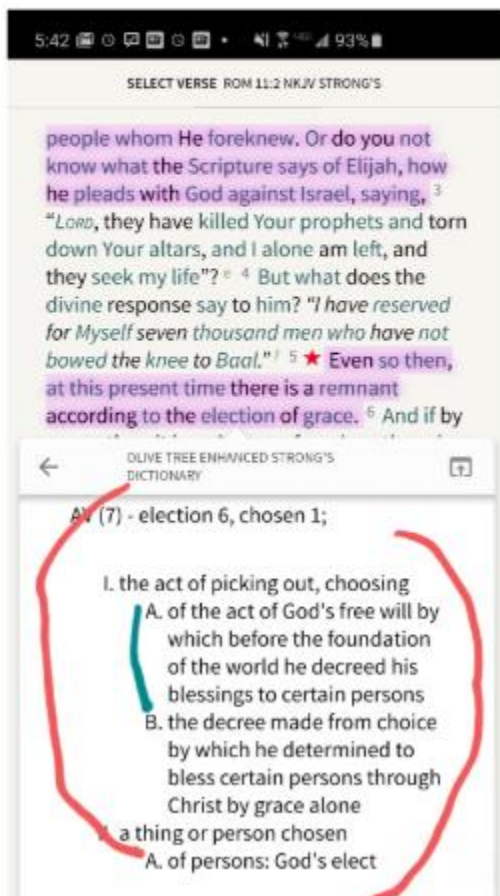 5:42 93%
SELECT VERSE ROM 11:2 NKJV STRONG'S
people whom He foreknew. Or do you not
know what the Scripture says of Elijah, how
he pleads with God against Israel, saying, 3
“LORD, they have killed Your prophets and torn
down Your altars, and I alone am left, and
they seek my life”? e 4 But what does the
divine response say to him? “I have reserved
for Myself seven thousand men who have not
bowed the knee to Baal.” f 5 ★ Even so then,
at this present time there is a remnant
according to the election of grace. 6 And if by
OLIVE TREE ENHANCED STRONG'S
DICTIONARY
AV (7) - election 6, chosen 1;
I. the act of picking out, choosing
A. of the act of God's free will by
which before the foundation
of the world he decreed his
blessings to certain persons
B. the decree made from choice
by which he determined to
bless certain persons through
Christ by grace alone
a thing or person chosen
A. of persons: God's elect